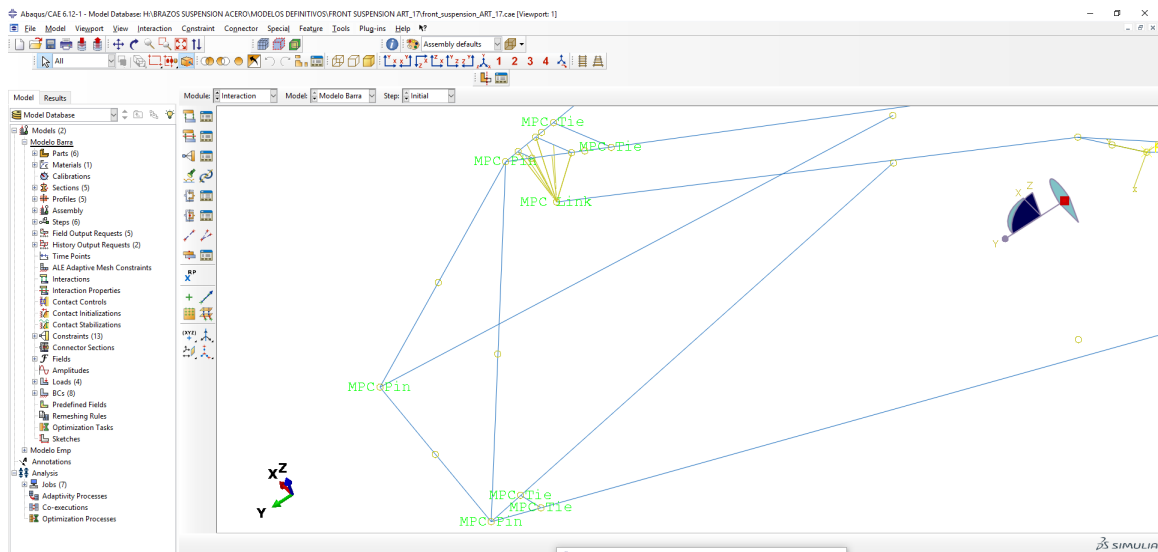 Abaqus/CAE 6.12-1 - Model Database: H:\BRAZOS SUSPENSION ACERO\MODELOS DEFINITIVOS\FRONT SUSPENSION ART_17\front_suspension_ART_17.cae [Viewport: 1]
File Model Viewport View Interaction Constraint Connector Special Feature Tools Plug-ins Help
Assembly defaults
All
1 2 3 4
Model Results
Module: Interaction Model: Modelo Barra Step: Initial
Model Database
Models (2)
Modelo Barra
Parts (6)
Materials (1)
Calibrations
Sections (5)
Profiles (5)
Assembly
Steps (6)
Field Output Requests (5)
History Output Requests (2)
Time Points
ALE Adaptive Mesh Constraints
Interactions
Interaction Properties
Contact Controls
Contact Initializations
Contact Stabilizations
Constraints (13)
Connector Sections
Fields
Amplitudes
Loads (4)
BCs (8)
Predefined Fields
Remeshing Rules
Optimization Tasks
Sketches
Modelo Emp
Annotations
Analysis
Jobs (7)
Adaptivity Processes
Co-executions
Optimization Processes
RP
(XYZ)
MPC Tie
MPC Tie
MPC Pin
MPC Link
X Z
Y
MPC Pin
MPC Tie
MPC Tie
MPC Pin
X Z
Y
SIMULIA